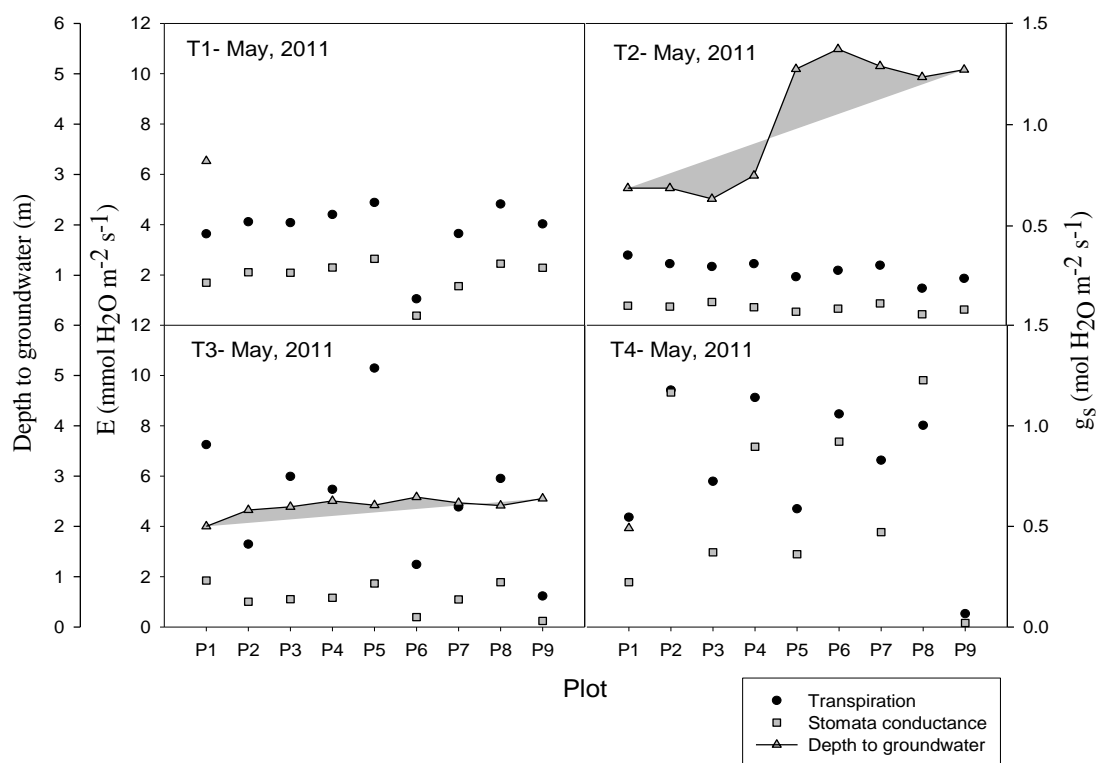 6
5
4
3
2
1
6
5
4
3
2
1
0
Depth to groundwater (m)
12
10
8
6
4
2
12
10
8
6
4
2
0
E (mmol H2O m-2 s-1)
T1- May, 2011
T2- May, 2011
T3- May, 2011
T4- May, 2011
1.5
1.0
0.5
1.5
1.0
0.5
0.0
gs (mol H2O m-2 s-1)
P1 P2 P3 P4 P5 P6 P7 P8 P9
P1 P2 P3 P4 P5 P6 P7 P8 P9
Plot
Transpiration
Stomata conductance
Depth to groundwater